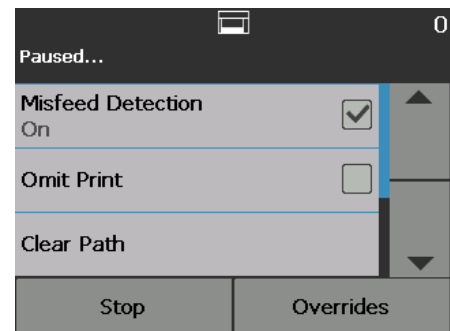 0
Paused...
Misfeed Detection
On
Omit Print
Clear Path
Stop
Overrides